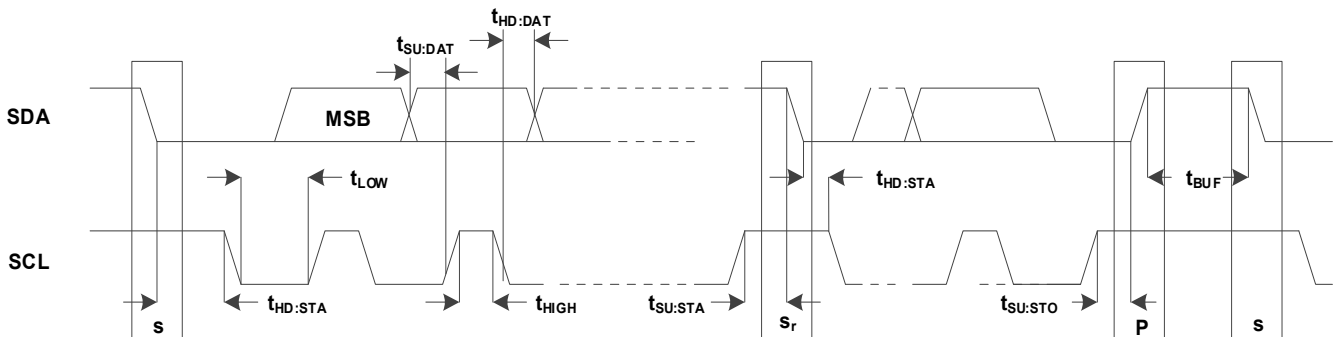 tHD:DAT
tSU:DAT
SDA
MSB
tLOW
tHD:STA
tBUF
SCL
tHD:STA
tHIGH
tSU:STA
tSU:STO
s
sr
P
s